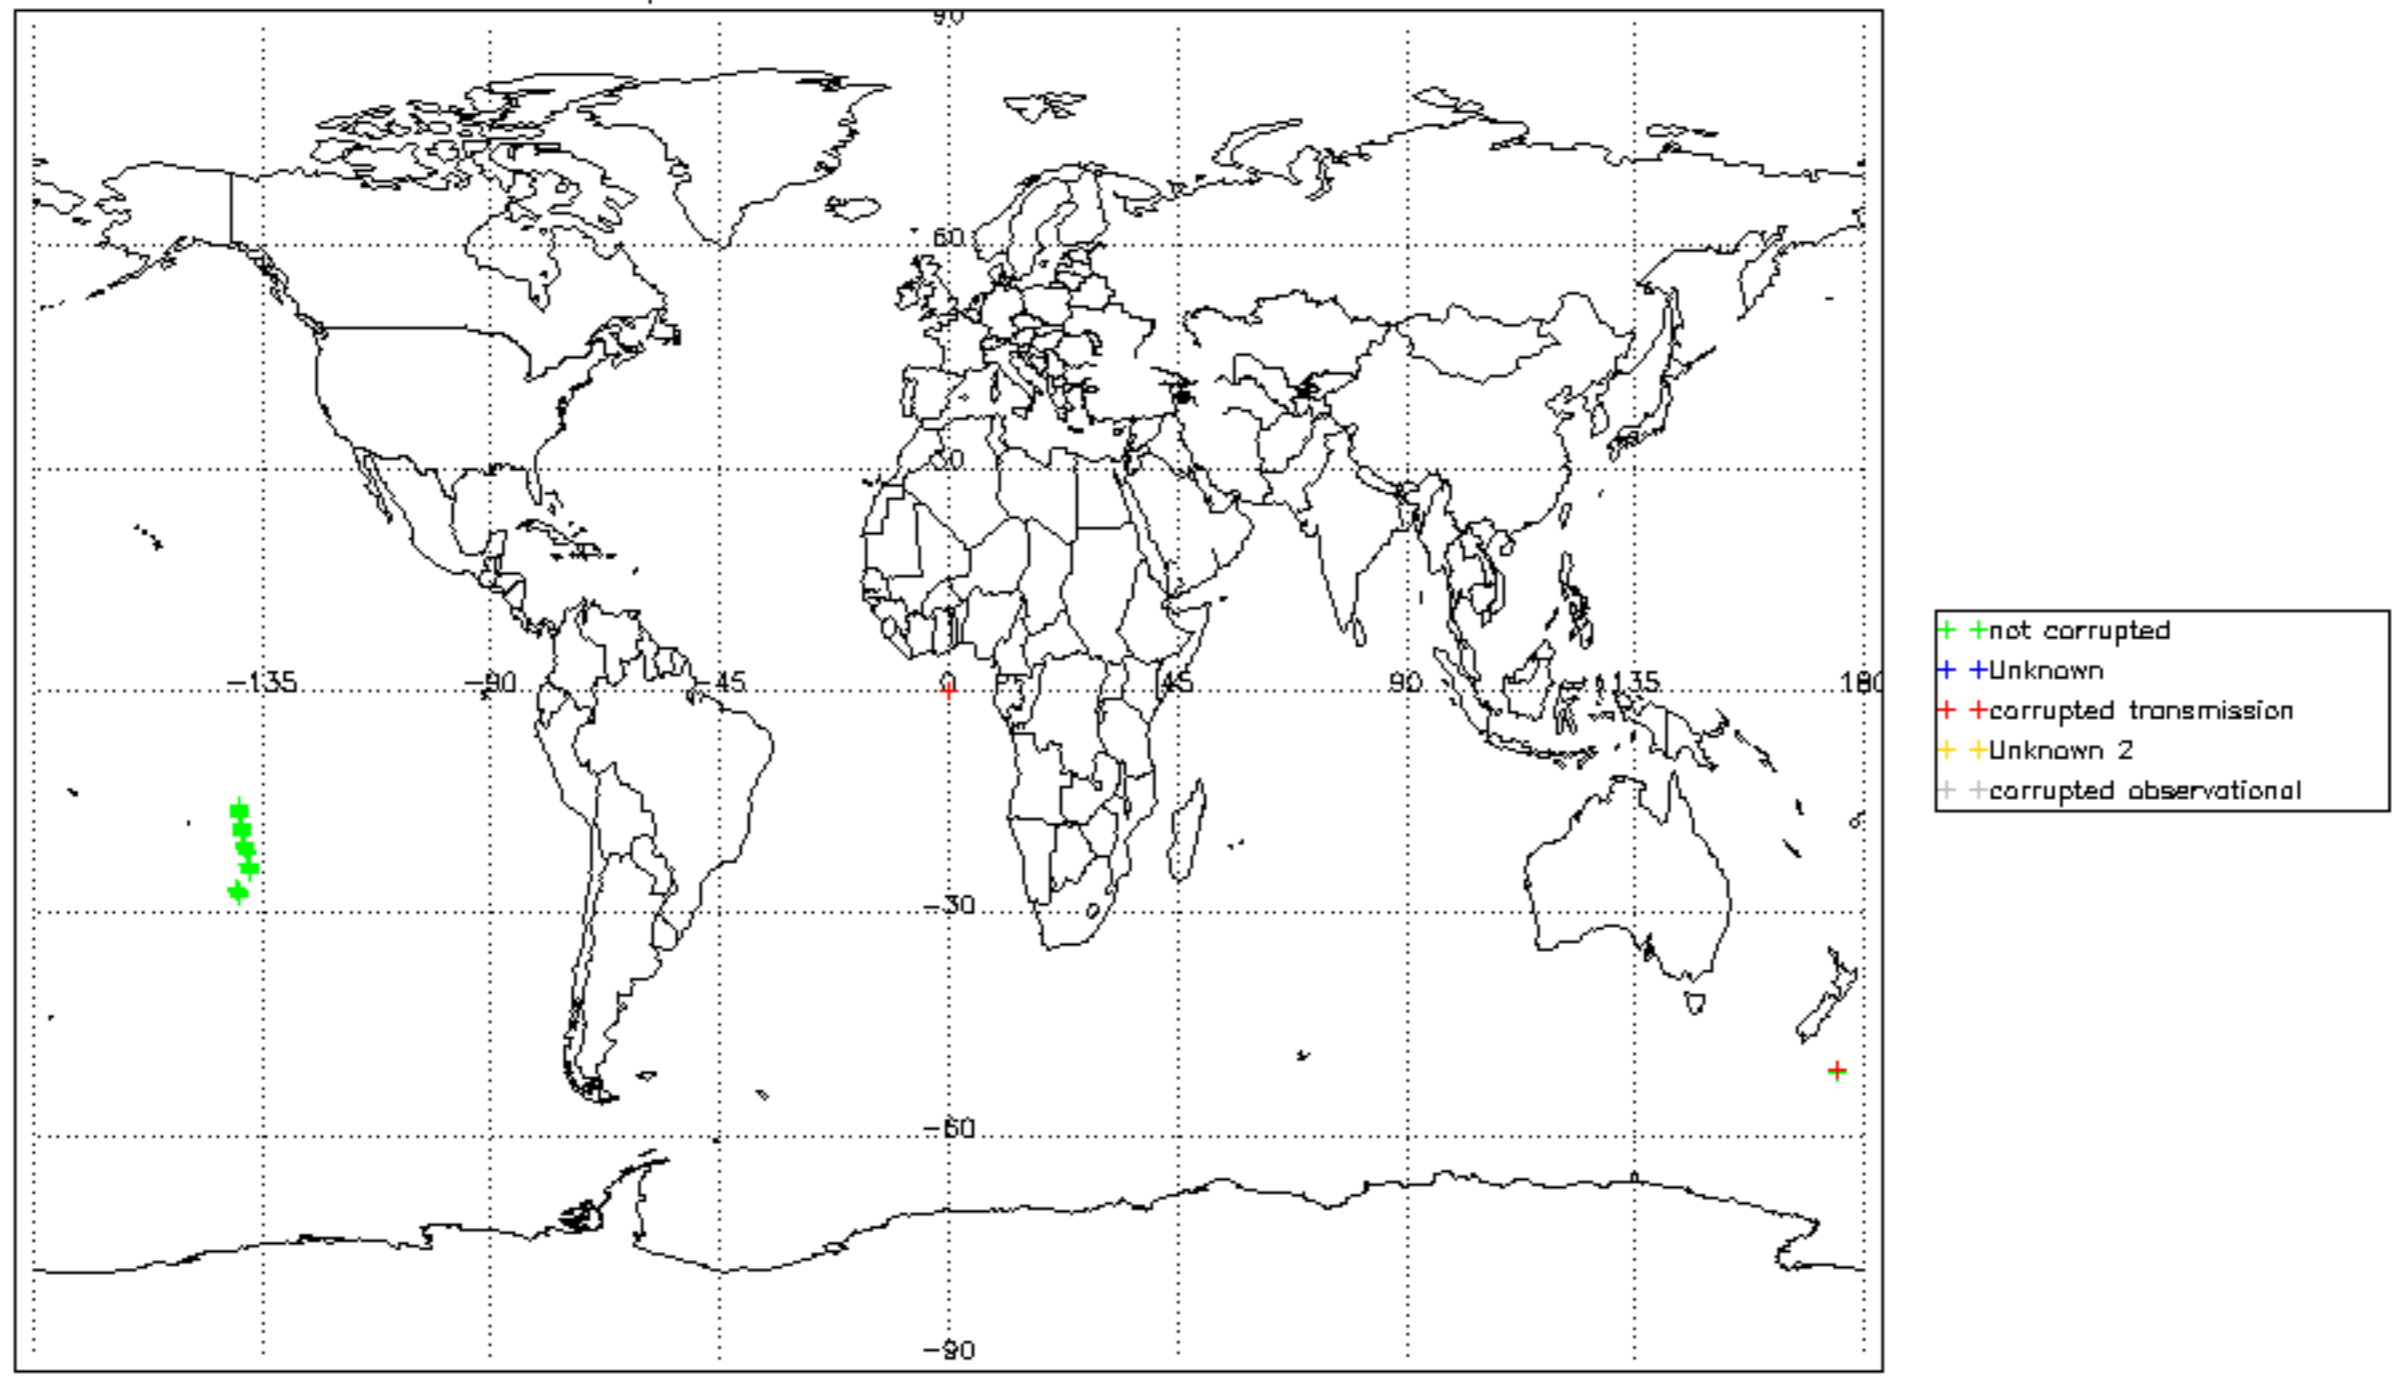 90
60
30
-135 -90 -45 0 45 90 135 180
-30
-60
-90
+ +not corrupted
+ +Unknown
+ +corrupted transmission
+ +Unknown 2
+ +corrupted observational